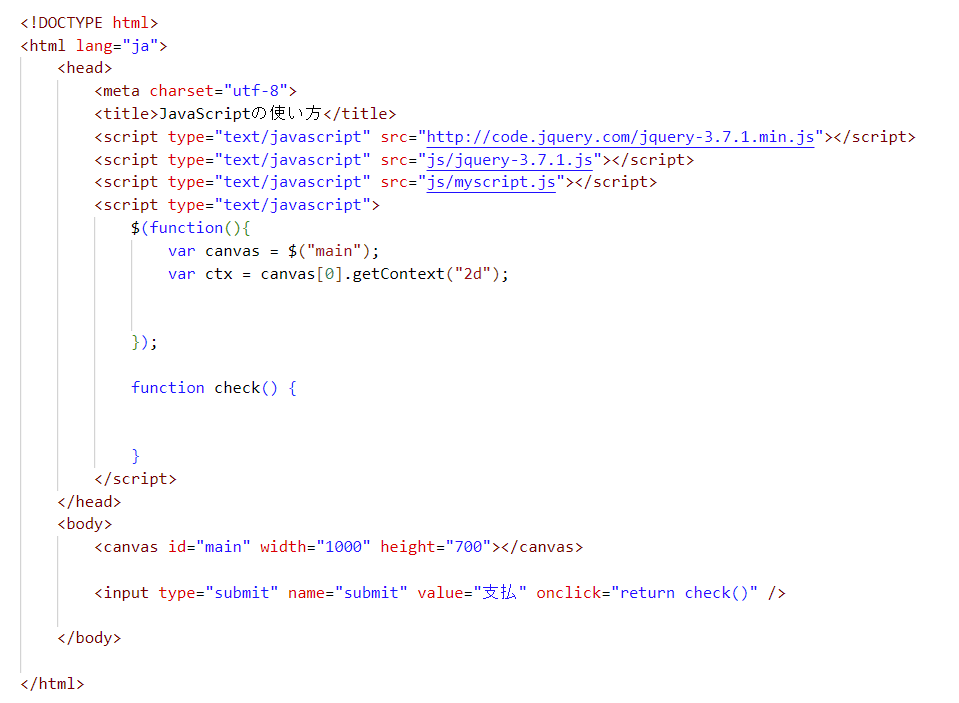 <!DOCTYPE html>
<html lang="ja">
<head>
<meta charset="utf-8">
<title>JavaScriptの使い方</title>
<script type="text/javascript" src="http://code.jquery.com/jquery-3.7.1.min.js"></script>
<script type="text/javascript" src="js/jquery-3.7.1.js"></script>
<script type="text/javascript" src="js/myscript.js"></script>
<script type="text/javascript">
$(function(){
var canvas = $("main");
var ctx = canvas[0].getContext("2d");
});
function check() {
}
</script>
</head>
<body>
<canvas id="main" width="1000" height="700"></canvas>
<input type="submit" name="submit" value="支払" onclick="return check()" />
</body>
</html>